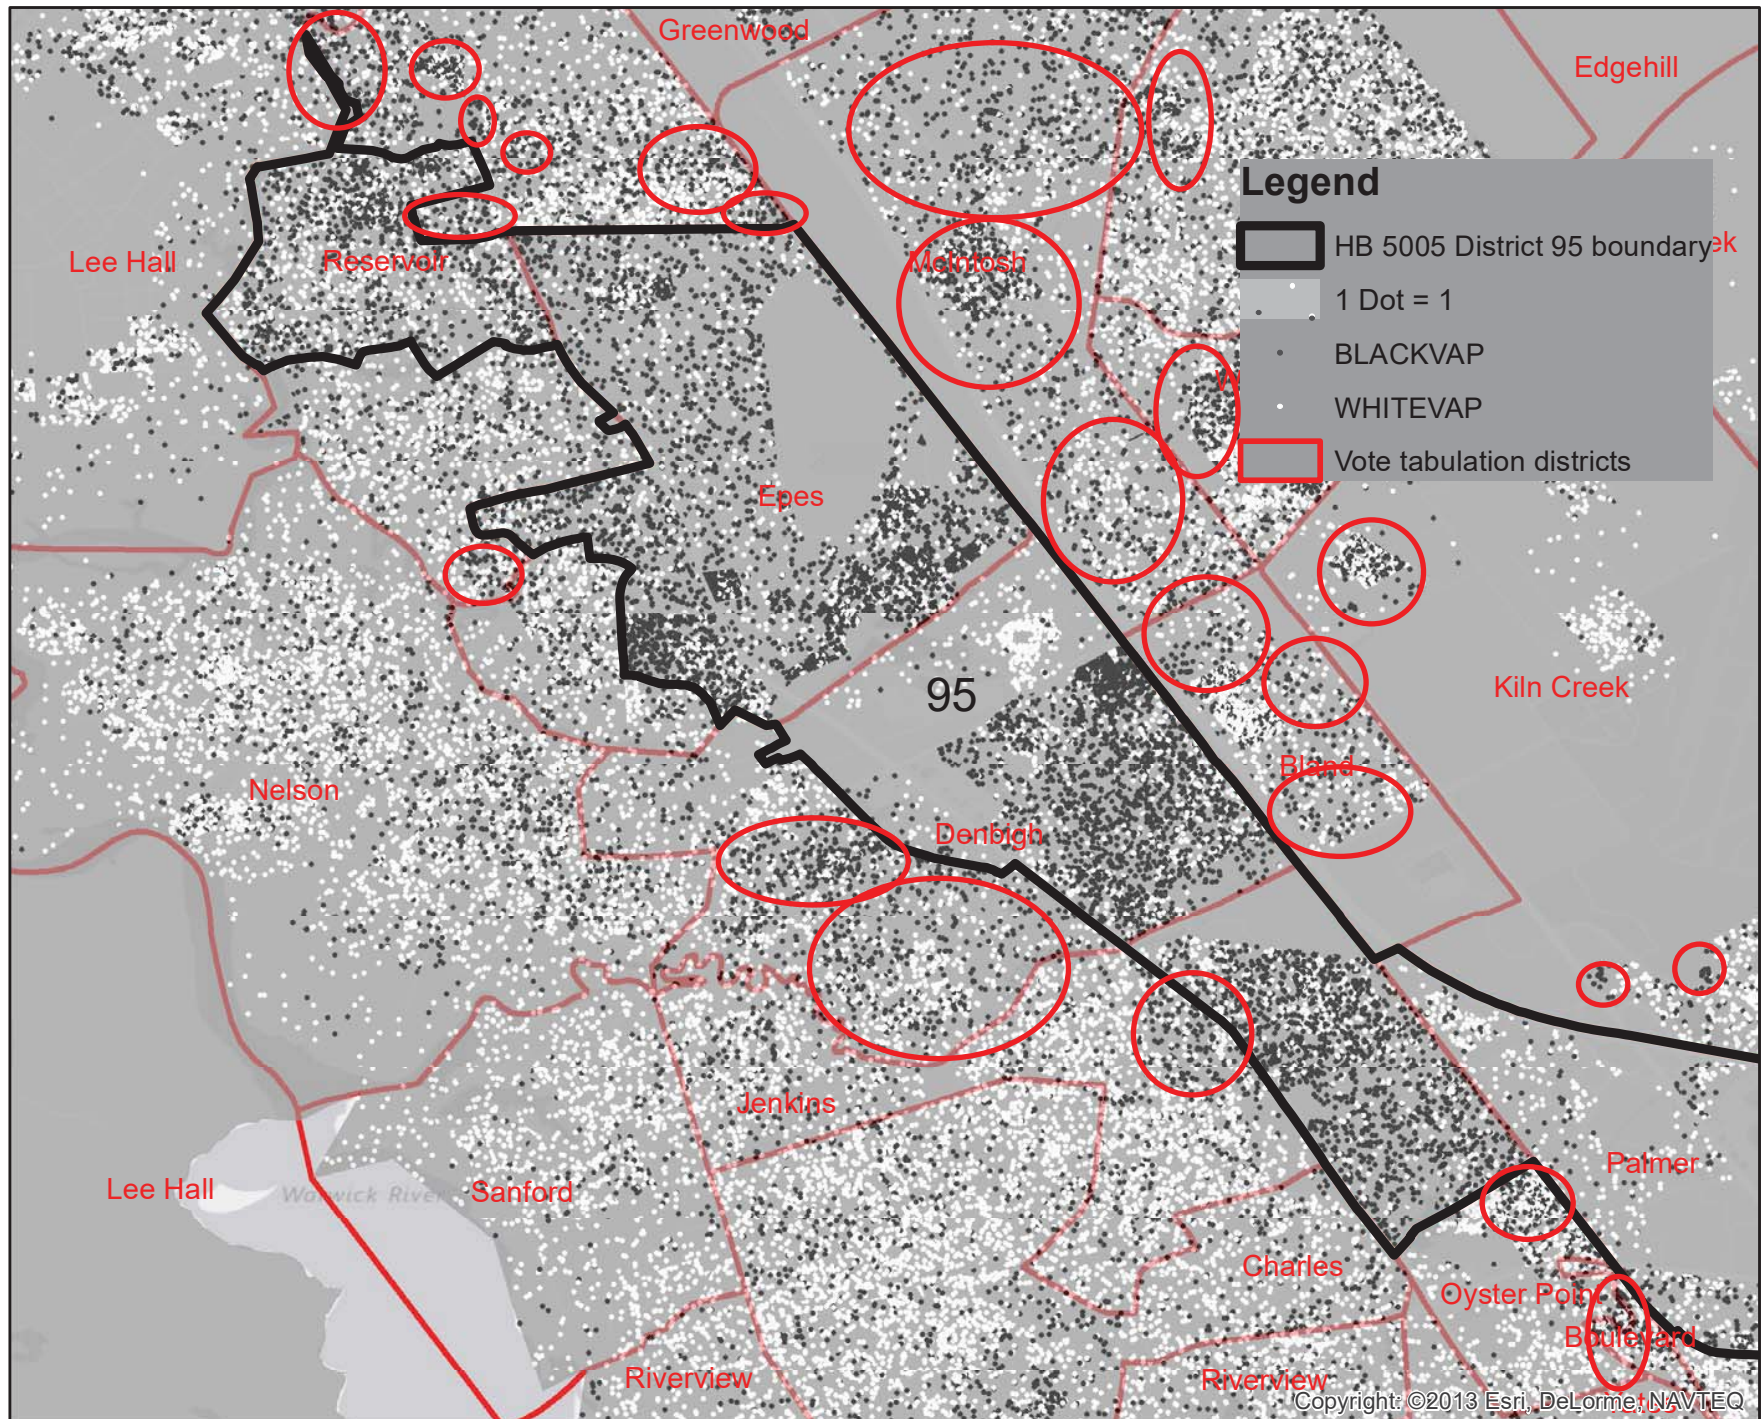 Greenwood
Edgehill
Legend
HB 5005 District 95 boundary
ek
1 Dot = 1
BLACKVAP
WHITEVAP
Vote tabulation districts
Lee Hall
Reservoir
McIntosh
W
Epes
95
Kiln Creek
Bland
Nelson
Denbigh
Jenkins
Palmer
Lee Hall
Warwick River
Sanford
Charles
Oyster Point
Boulevard
Riverview
Riverview
Yates
Copyright: ©2013 Esri, DeLorme, NAVTEQ